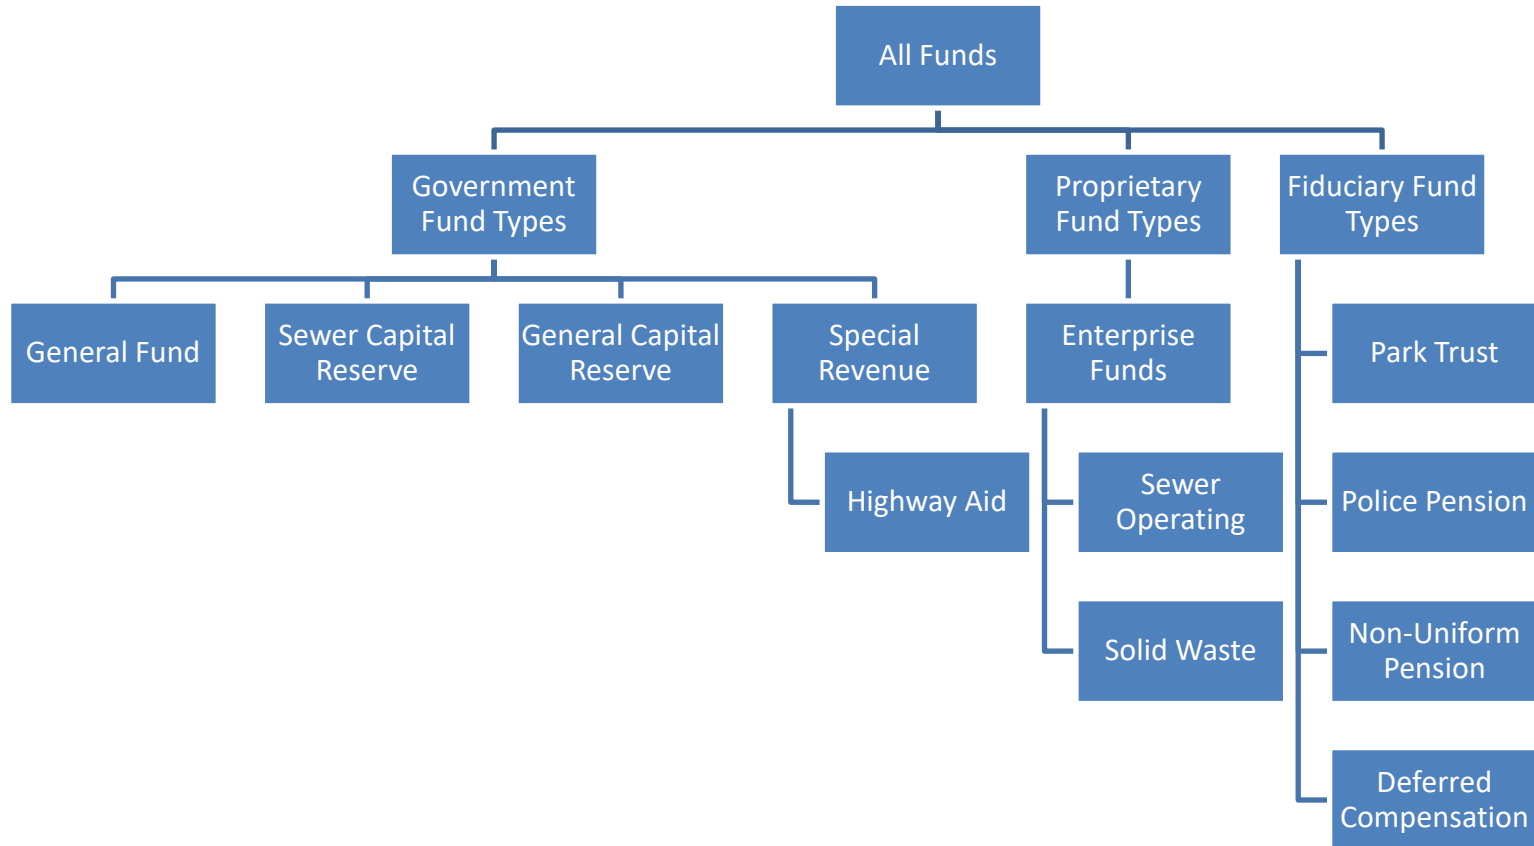 All Funds
Government
Fund Types
Proprietary
Fund Types
Fiduciary Fund
Types
General Fund
Sewer Capital
Reserve
General Capital
Reserve
Special
Revenue
Enterprise
Funds
Park Trust
Highway Aid
Sewer
Operating
Police Pension
Solid Waste
Non-Uniform
Pension
Deferred
Compensation